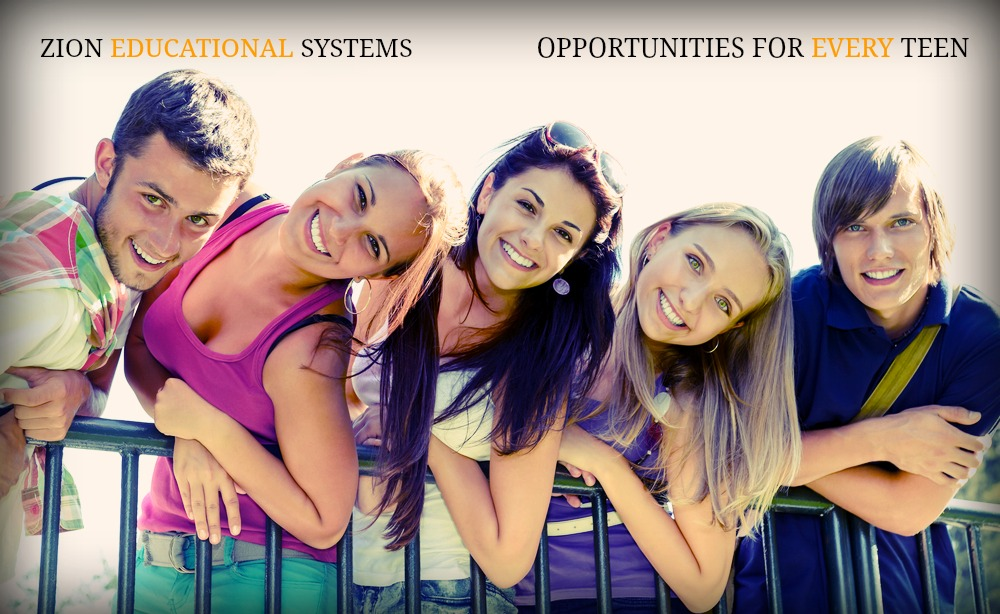 ZION EDUCATIONAL SYSTEMS
OPPORTUNITIES FOR EVERY TEEN